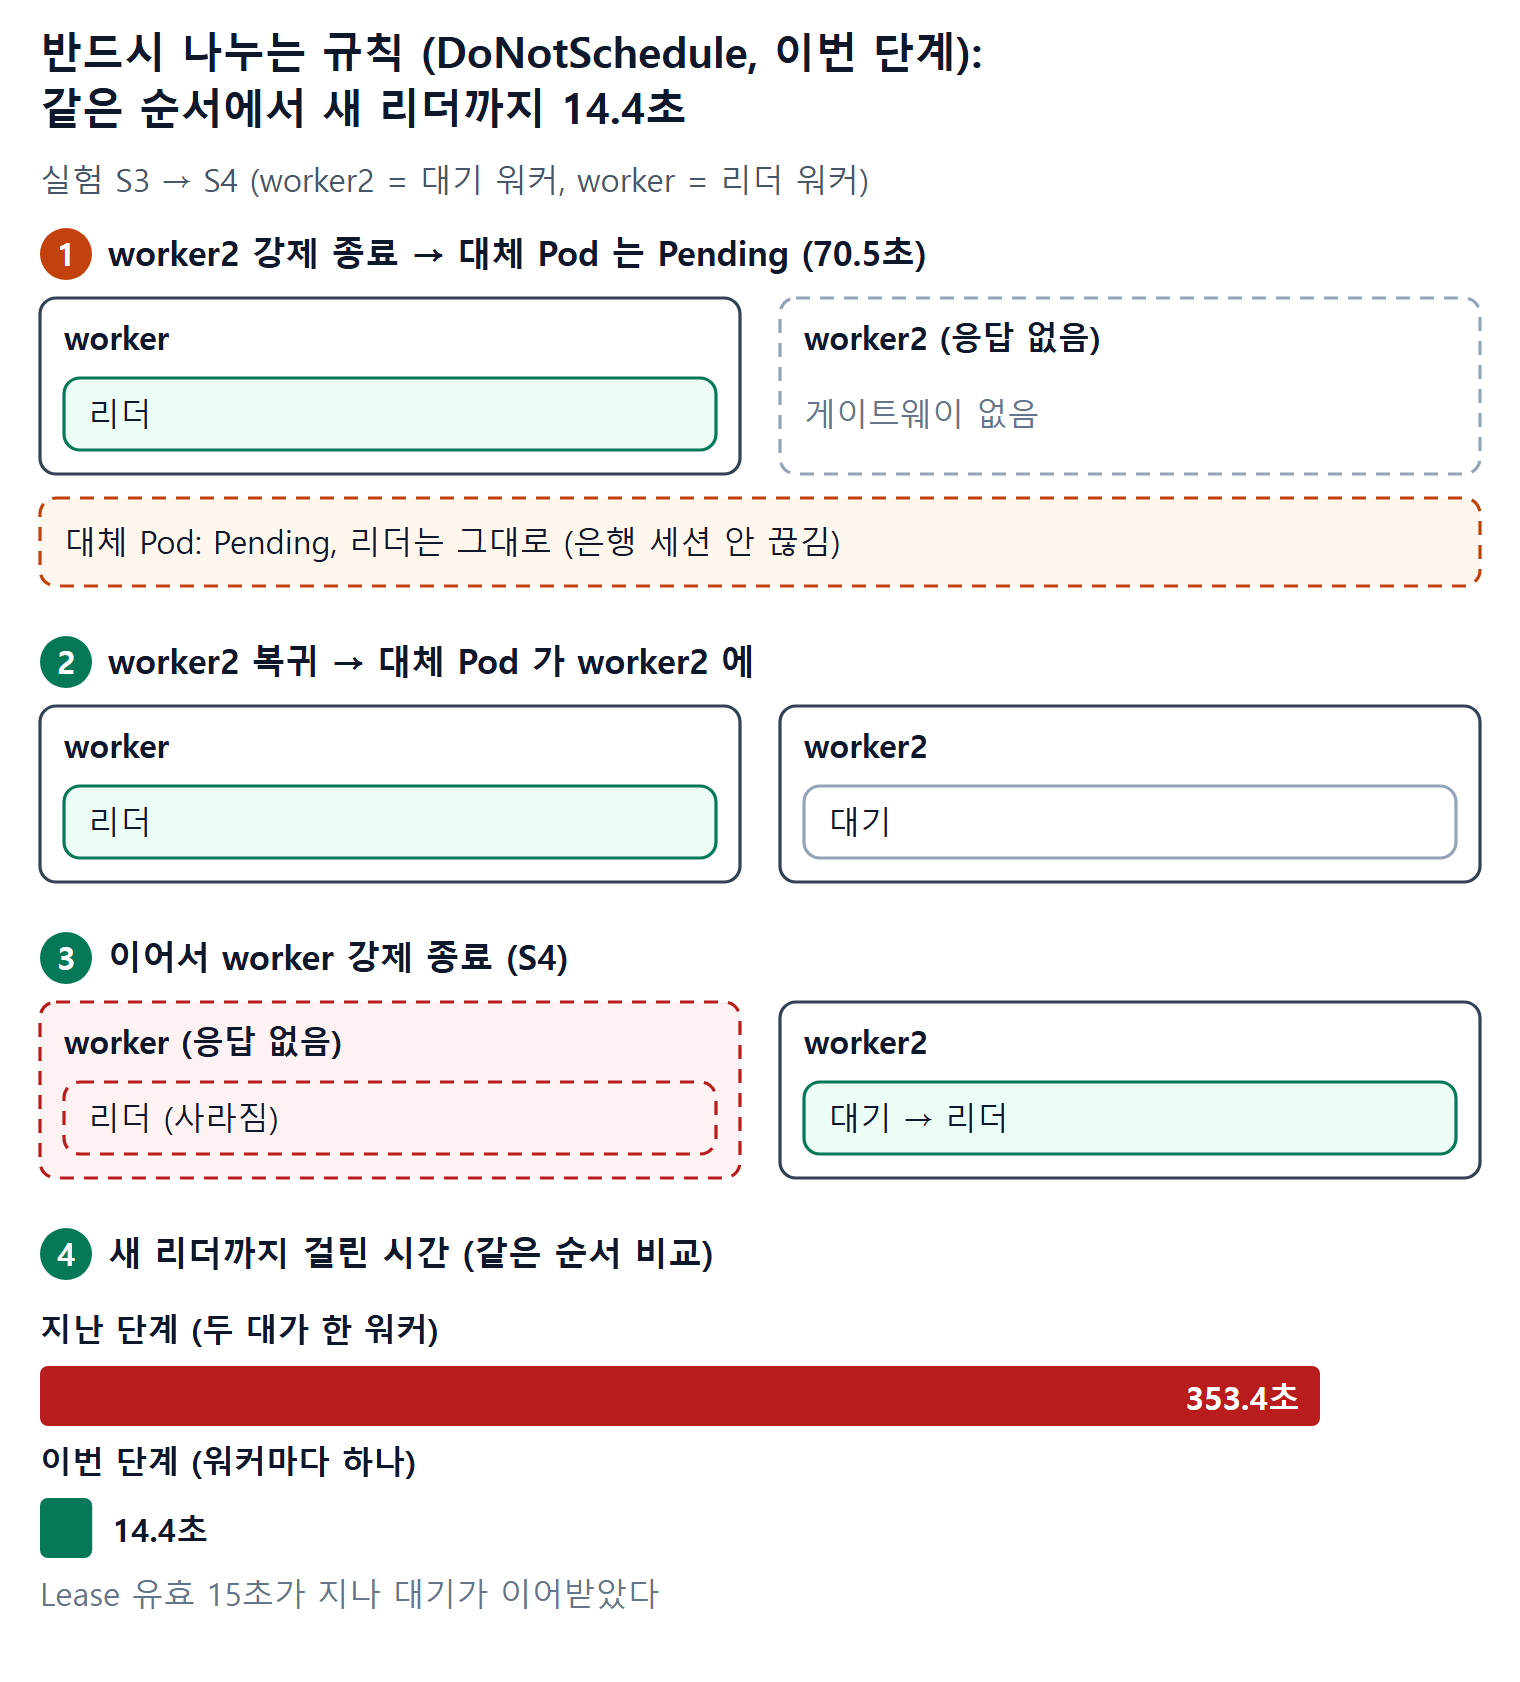 반드시 나누는 규칙 (DoNotSchedule, 이번 단계):
같은 순서에서 새 리더까지 14.4초
실험 S3 → S4 (worker2 = 대기 워커, worker = 리더 워커)
1 worker2 강제 종료 → 대체 Pod 는 Pending (70.5초)
worker
리더
worker2 (응답 없음)
게이트웨이 없음
대체 Pod: Pending, 리더는 그대로 (은행 세션 안 끊김)
2 worker2 복귀 → 대체 Pod 가 worker2 에
worker
리더
worker2
대기
3 이어서 worker 강제 종료 (S4)
worker (응답 없음)
리더 (사라짐)
worker2
대기 → 리더
4 새 리더까지 걸린 시간 (같은 순서 비교)
지난 단계 (두 대가 한 워커)
353.4초
이번 단계 (워커마다 하나)
14.4초
Lease 유효 15초가 지나 대기가 이어받았다